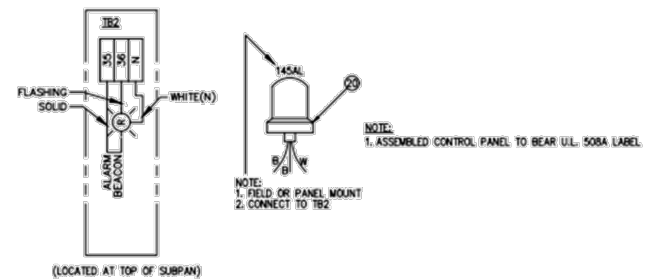 TB2
35
36
N
FLASHING
SOLID
WHITE(N)
R
ALARM
BEACON
(LOCATED AT TOP OF SUBPAN)
145AL
20
B
B
W
NOTE:
1. FIELD OR PANEL MOUNT
2. CONNECT TO TB2
NOTE:
1. ASSEMBLED CONTROL PANEL TO BEAR U.L. 508A LABEL